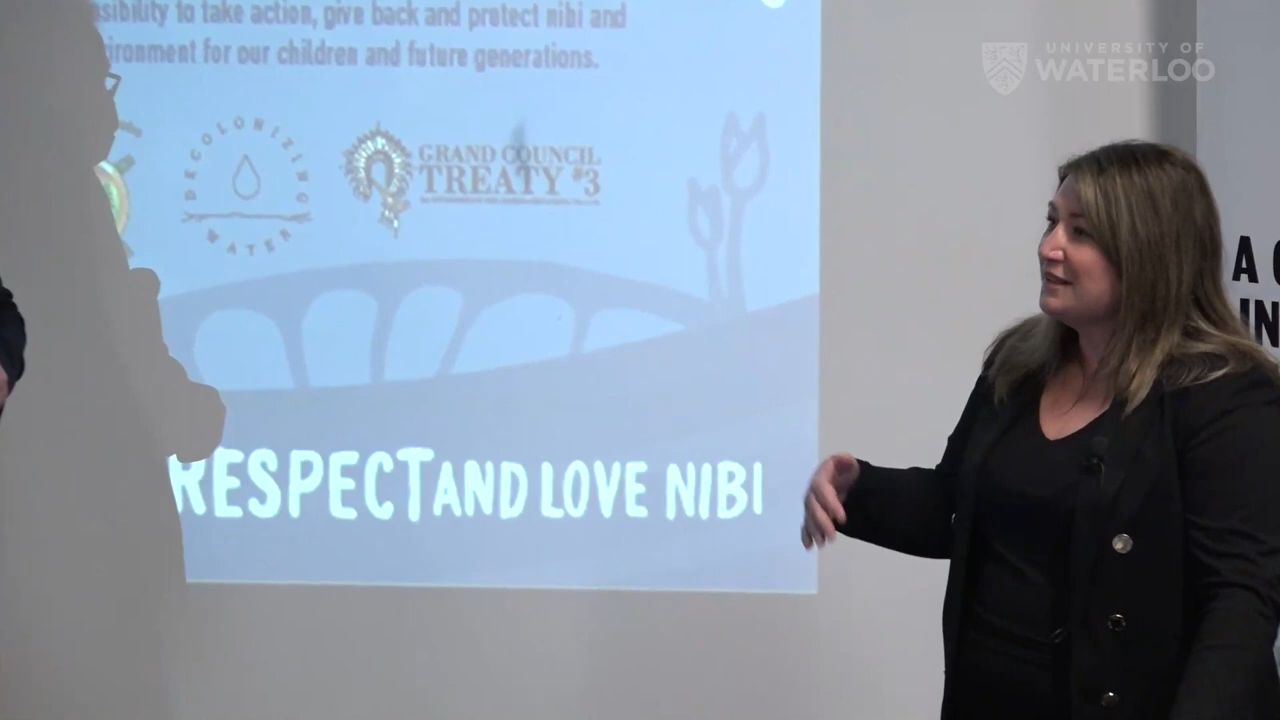 sibility to take action, give back and protect nibi and
ironment for our children and future generations.
UNIVERSITY OF
WATERLOO
DECOLONIZING
WATER
GRAND COUNCIL
TREATY #3
A
IN
RESPECT AND LOVE NIBI